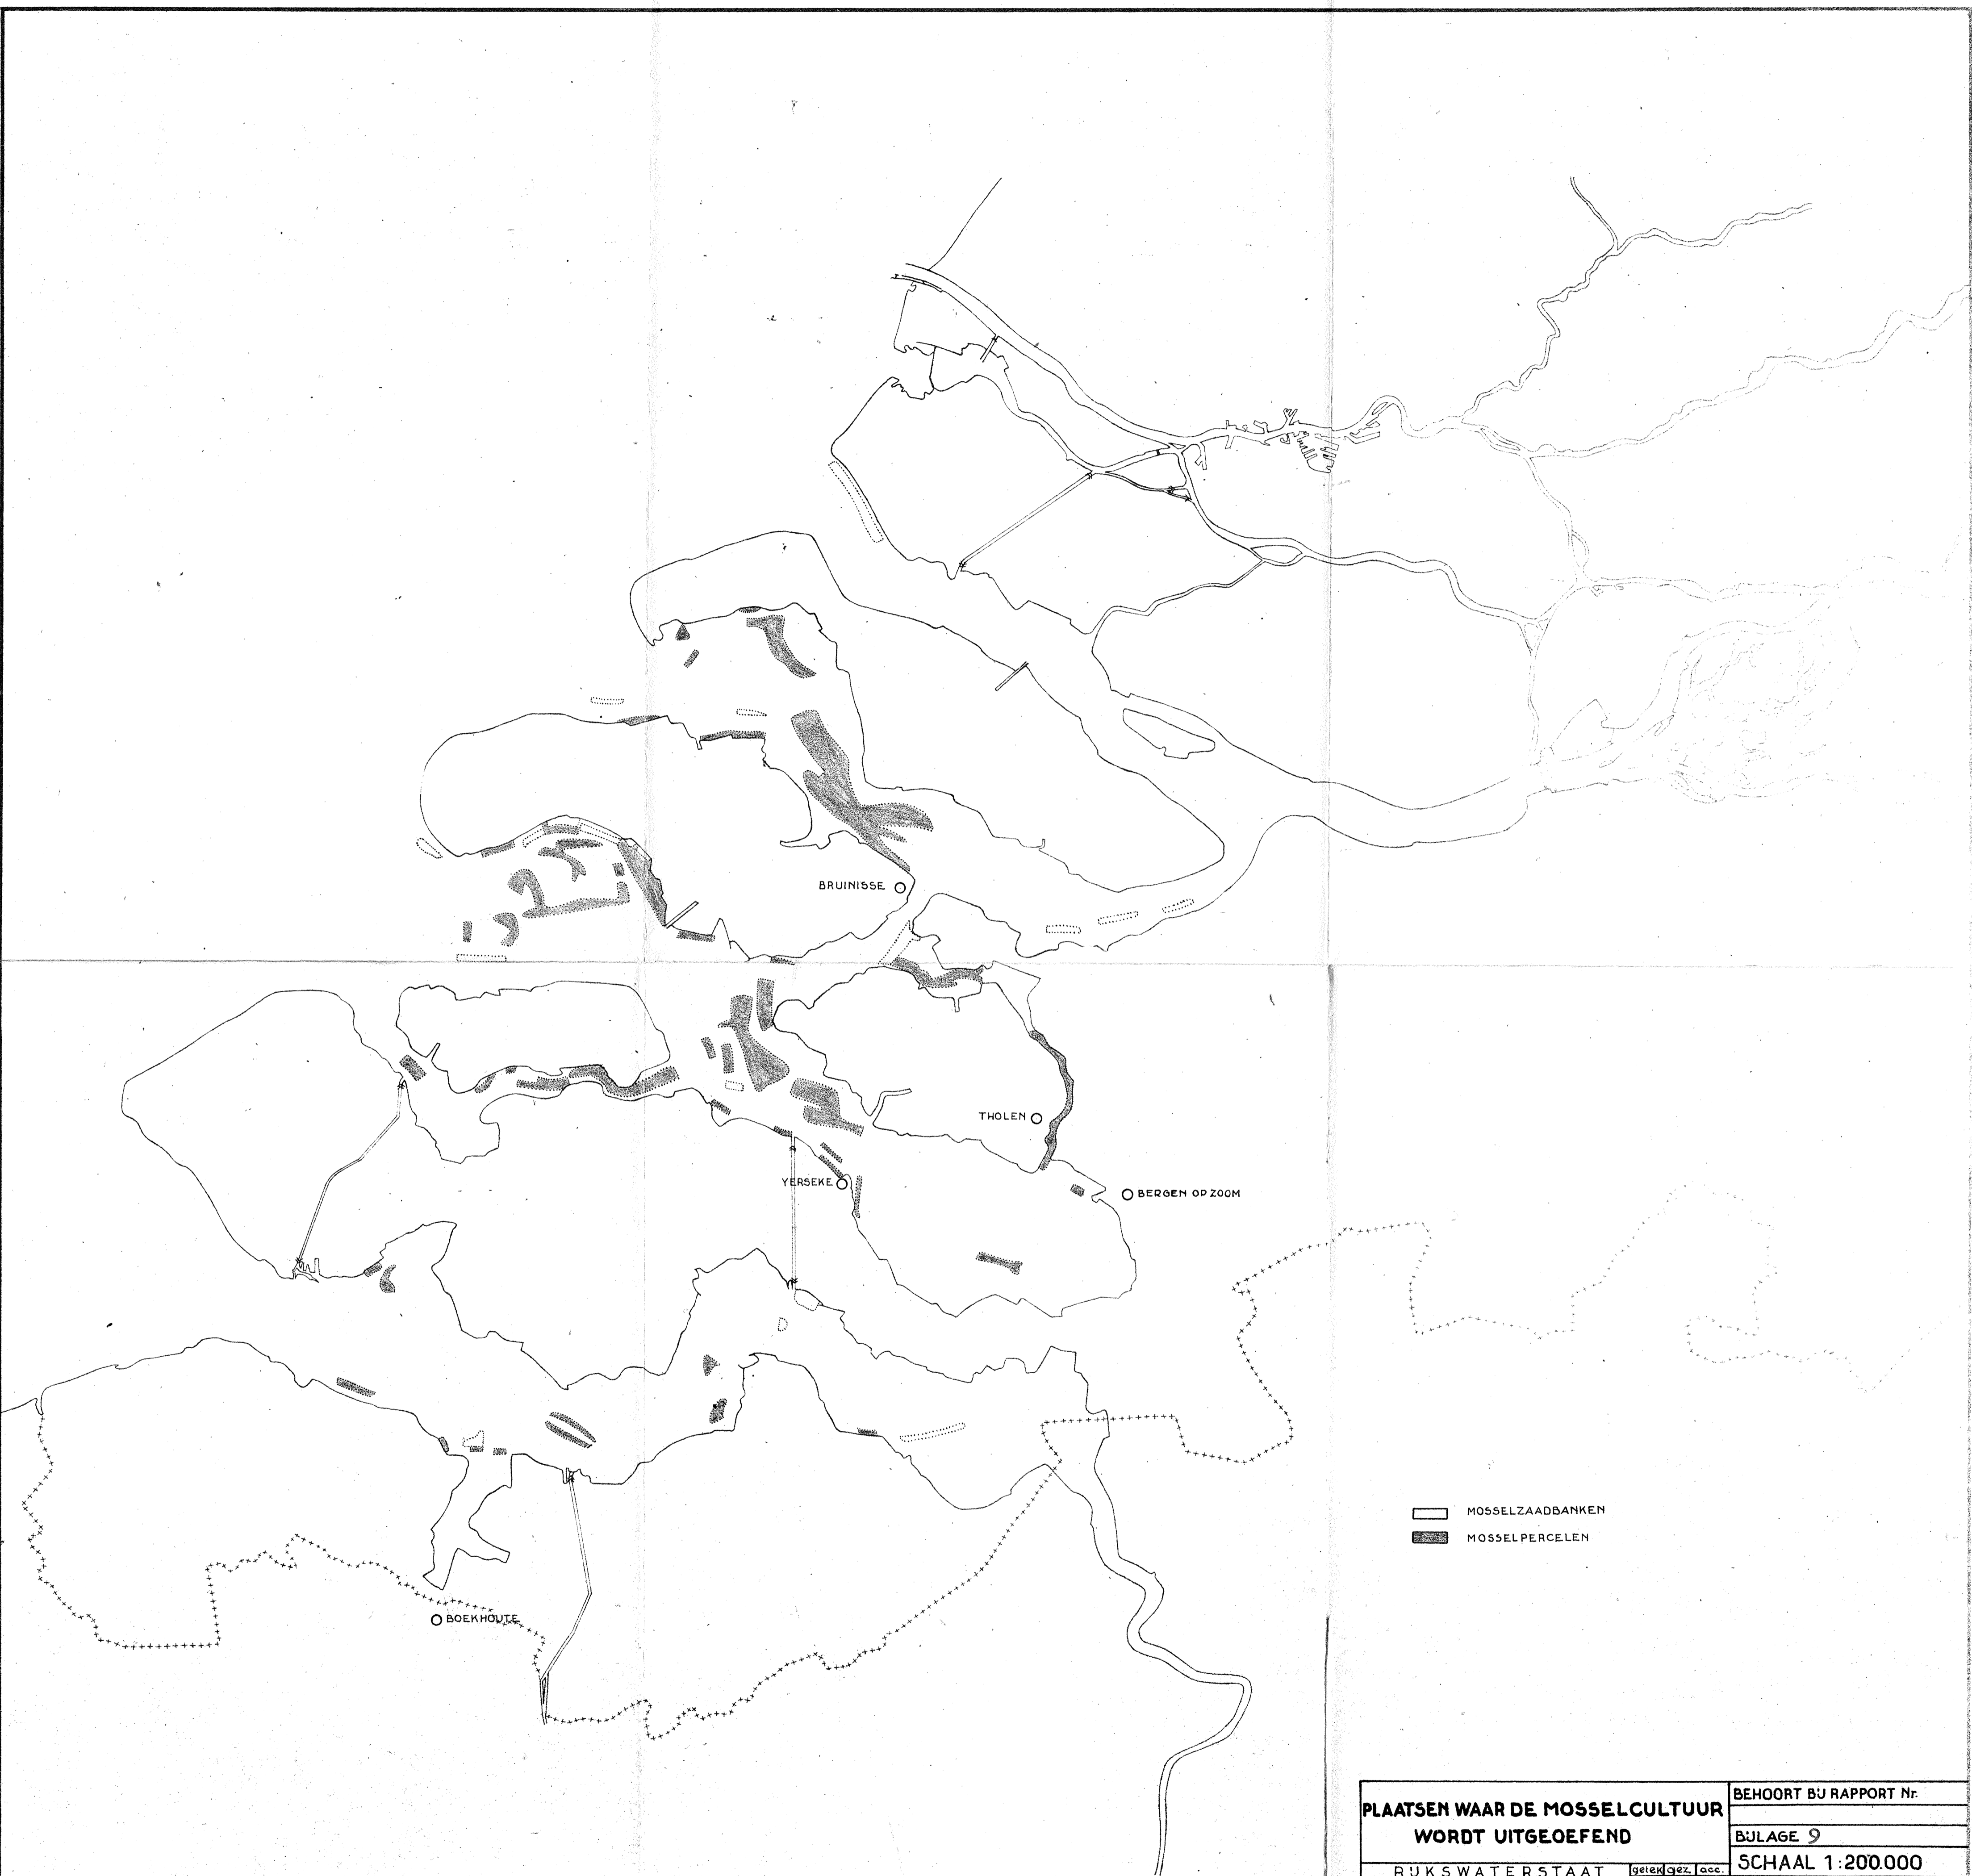 BRUINISSE
THOLEN
YERSEKE
BERGEN OP ZOOM
MOSSELZAADBANKEN
MOSSELPERCELEN
BOEKHOUTE
PLAATSEN WAAR DE MOSSELCULTUUR
WORDT UITGEOEFEND
BEHOORT BIJ RAPPORT Nr.
BIJLAGE 9
SCHAAL 1:200.000
RIJKSWATERSTAAT
getek gez. acc.